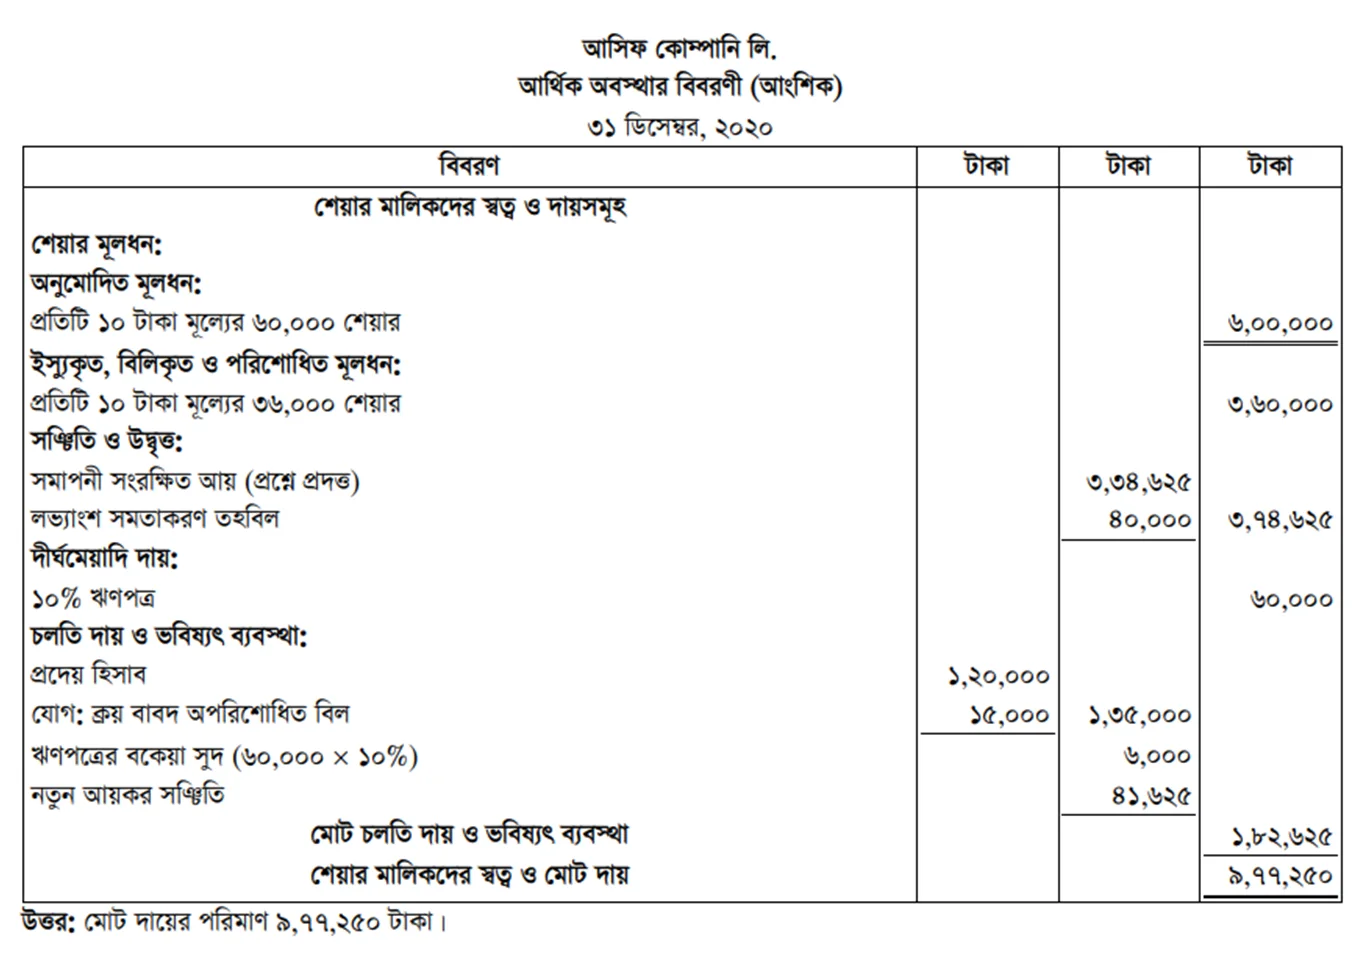 আসিফ কোম্পানি লি.
আর্থিক অবস্থার বিবরণী (আংশিক)
৩১ ডিসেম্বর, ২০২০
বিবরণ টাকা টাকা টাকা
শেয়ার মালিকদের স্বত্ব ও দায়সমূহ
শেয়ার মূলধন:
অনুমোদিত মূলধন:
প্রতিটি ১০ টাকা মূল্যের ৬০,০০০ শেয়ার ৬,০০,০০০
ইস্যুকৃত, বিলিকৃত ও পরিশোধিত মূলধন:
প্রতিটি ১০ টাকা মূল্যের ৩৬,০০০ শেয়ার ৩,৬০,০০০
সঞ্চিতি ও উদ্বৃত্ত:
সমাপনী সংরক্ষিত আয় (প্রশ্নে প্রদত্ত) ৩,৩৪,৬২৫
লভ্যাংশ সমতাকরণ তহবিল ৪০,০০০ ৩,৭৪,৬২৫
দীর্ঘমেয়াদি দায়:
১০% ঋণপত্র ৬০,০০০
চলতি দায় ও ভবিষ্যৎ ব্যবস্থা:
প্রদেয় হিসাব ১,২০,০০০
যোগ: ক্রয় বাবদ অপরিশোধিত বিল ১৫,০০০ ১,৩৫,০০০
ঋণপত্রের বকেয়া সুদ (৬০,০০০ × ১০%) ৬,০০০
নতুন আয়কর সঞ্চিতি ৪১,৬২৫
মোট চলতি দায় ও ভবিষ্যৎ ব্যবস্থা ১,৮২,৬২৫
শেয়ার মালিকদের স্বত্ব ও মোট দায় ৯,৭৭,২৫০
উত্তর: মোট দায়ের পরিমাণ ৯,৭৭,২৫০ টাকা।